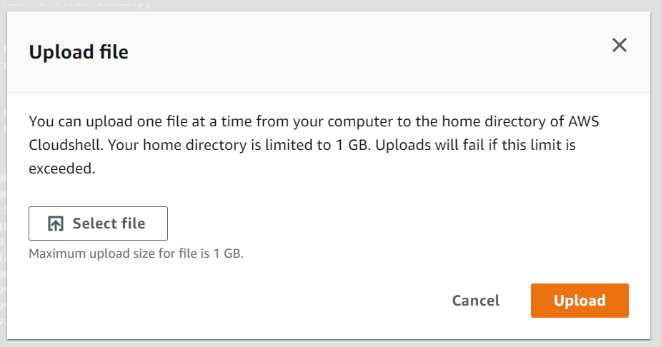 Upload file
You can upload one file at a time from your computer to the home directory of AWS
Cloudshell. Your home directory is limited to 1 GB. Uploads will fail if this limit is
exceeded.
Select file
Maximum upload size for file is 1 GB.
Cancel
Upload